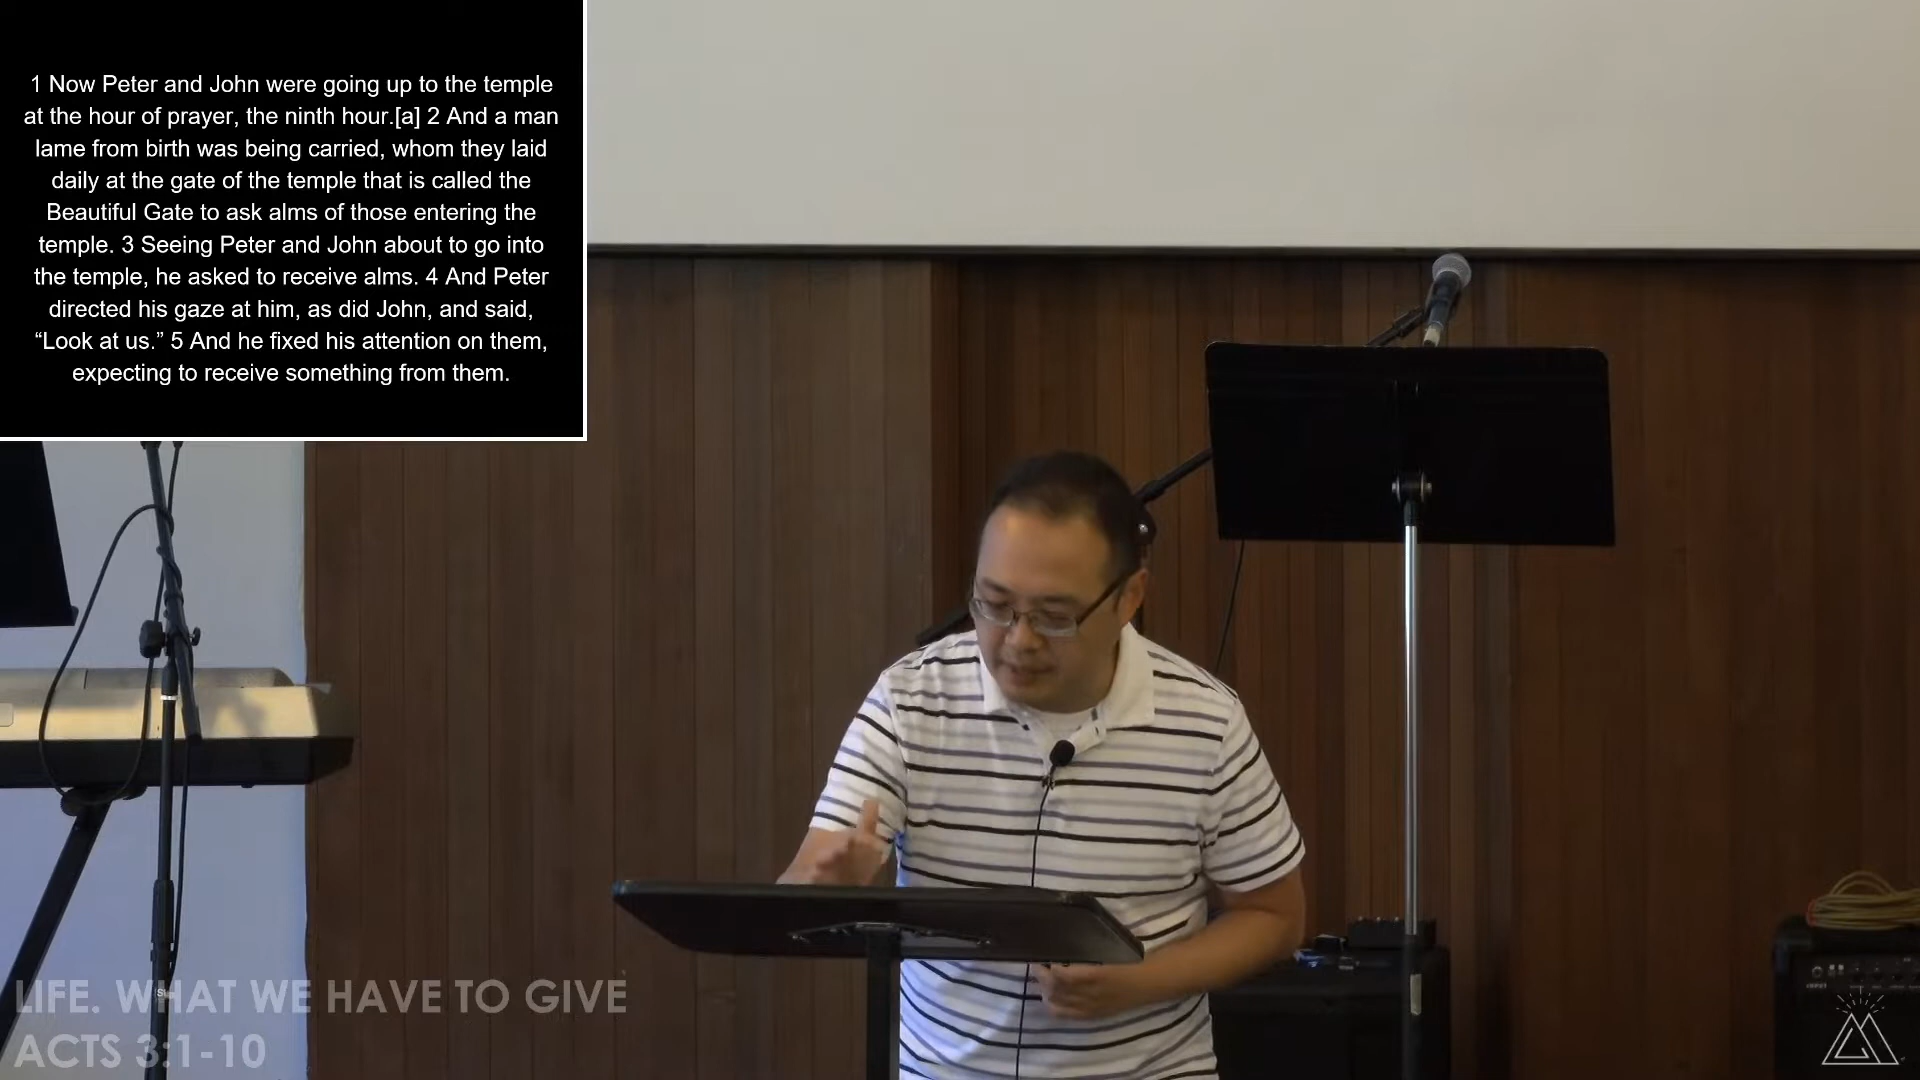 1 Now Peter and John were going up to the temple
at the hour of prayer, the ninth hour.[a] 2 And a man
lame from birth was being carried, whom they laid
daily at the gate of the temple that is called the
Beautiful Gate to ask alms of those entering the
temple. 3 Seeing Peter and John about to go into
the temple, he asked to receive alms. 4 And Peter
directed his gaze at him, as did John, and said,
“Look at us.” 5 And he fixed his attention on them,
expecting to receive something from them.
LIFE. WHAT WE HAVE TO GIVE
ACTS 3:1-10